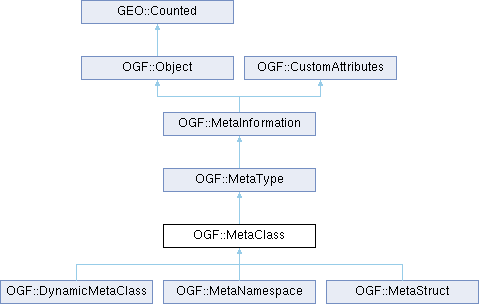 GEO::Counted
OGF::Object
OGF::CustomAttributes
OGF::MetaInformation
OGF::MetaType
OGF::MetaClass
OGF::DynamicMetaClass
OGF::MetaNamespace
OGF::MetaStruct